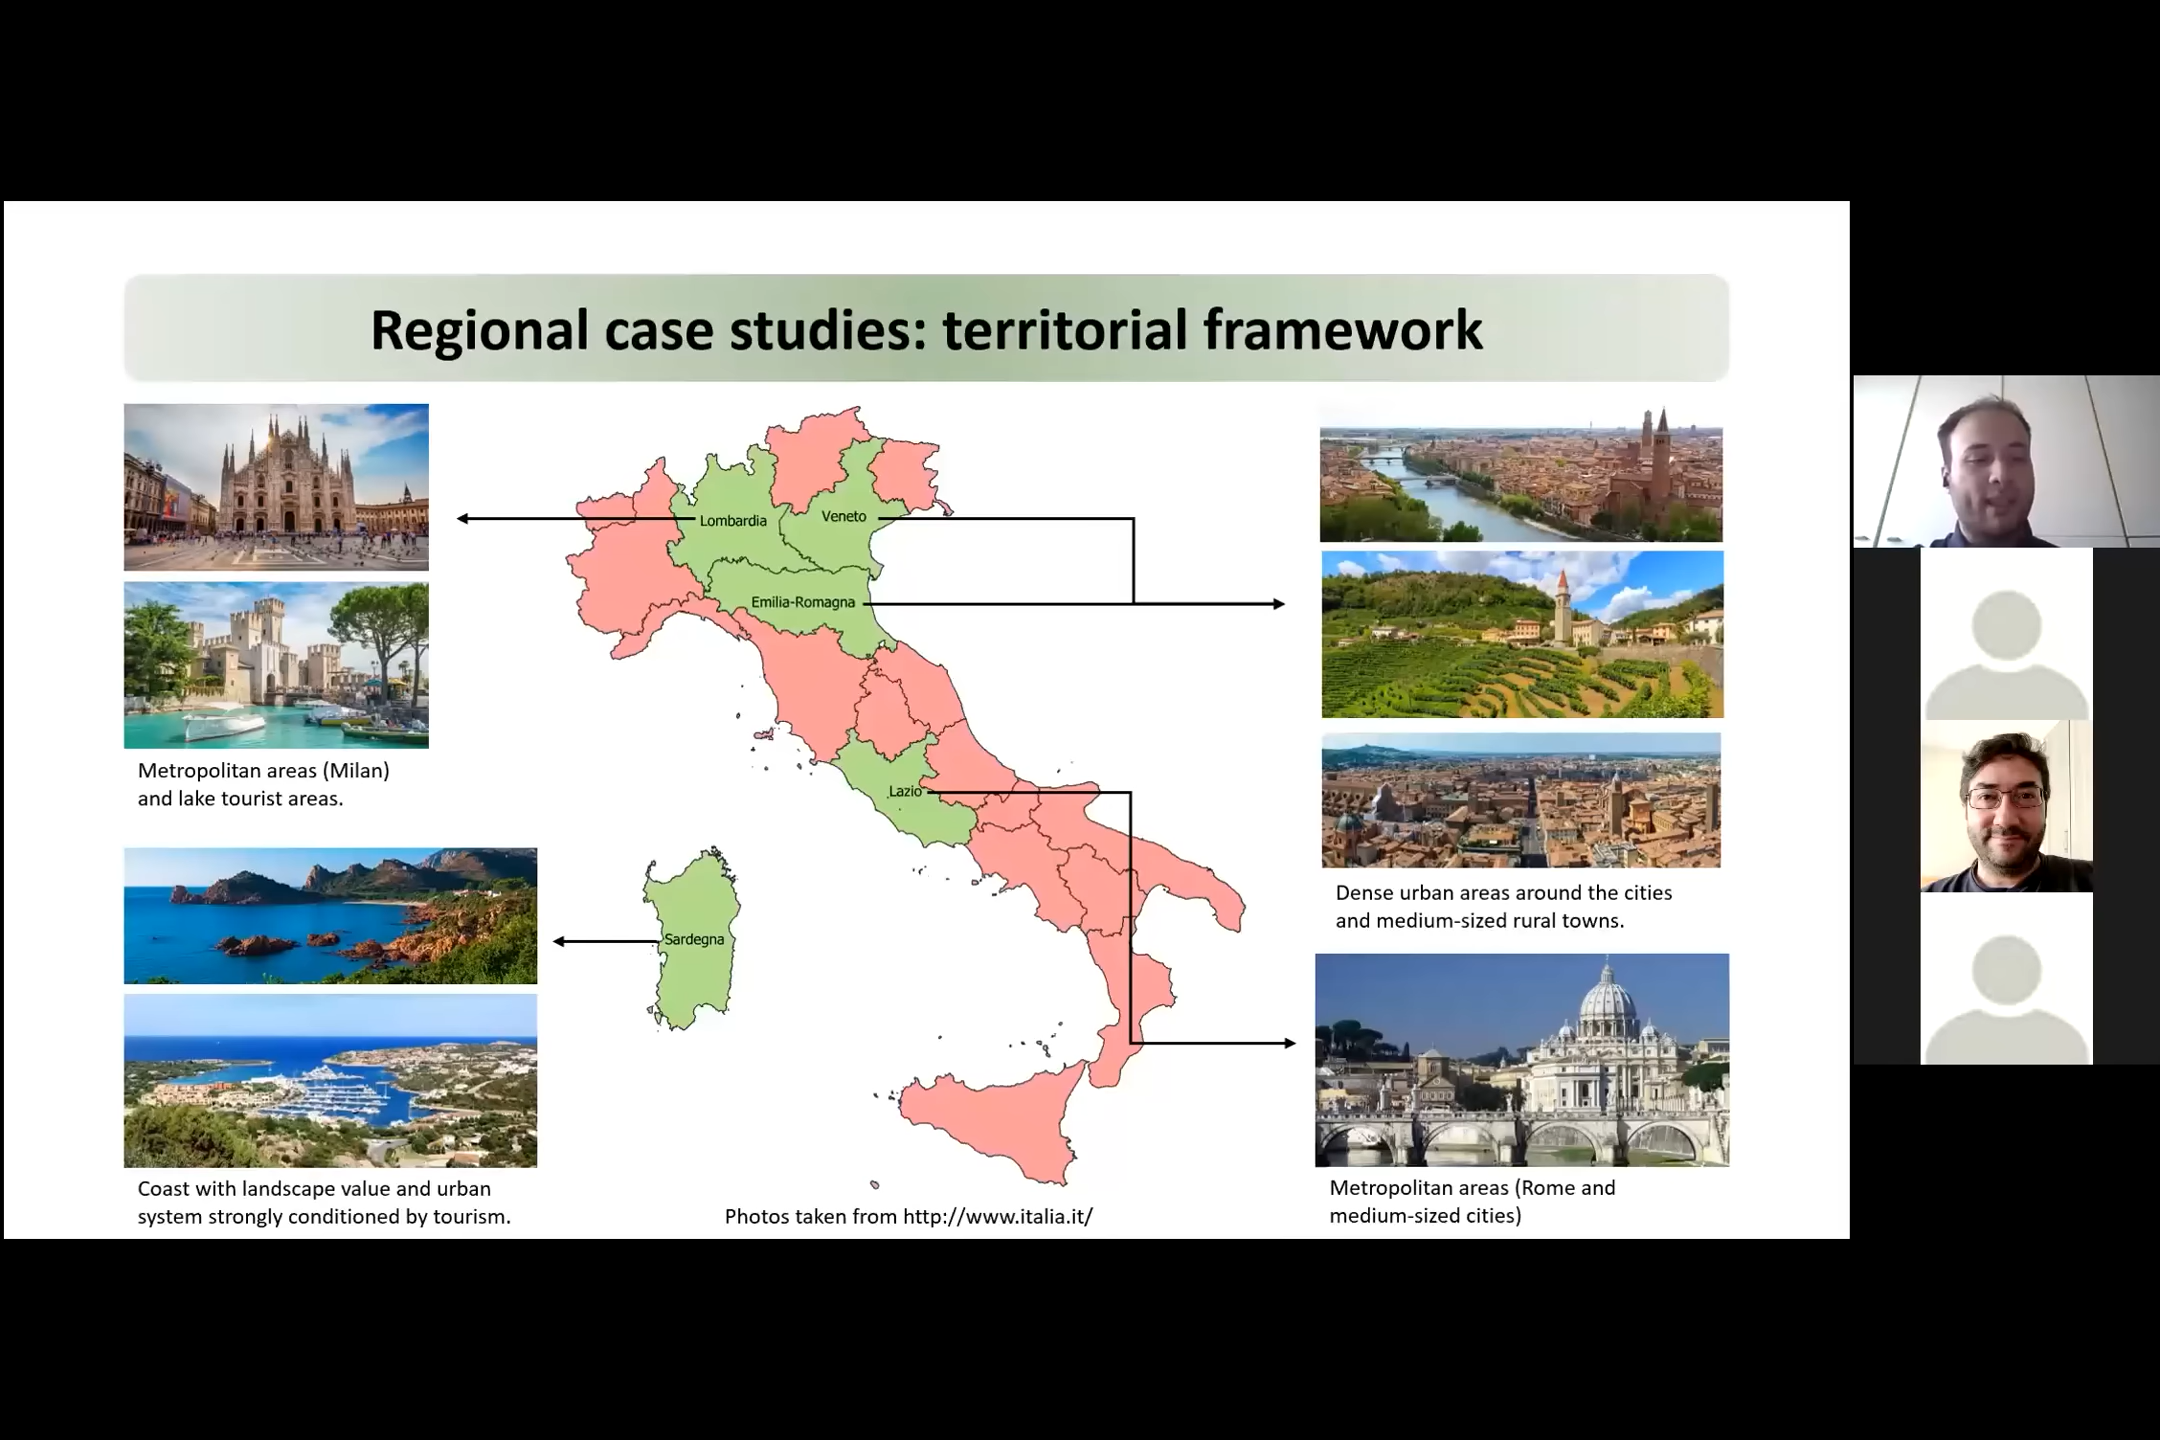 Regional case studies: territorial framework
Lombardia
Veneto
Emilia-Romagna
Lazio
Sardegna
Metropolitan areas (Milan)
and lake tourist areas.
Dense urban areas around the cities
and medium-sized rural towns.
Coast with landscape value and urban
system strongly conditioned by tourism.
Photos taken from http://www.italia.it/
Metropolitan areas (Rome and
medium-sized cities)